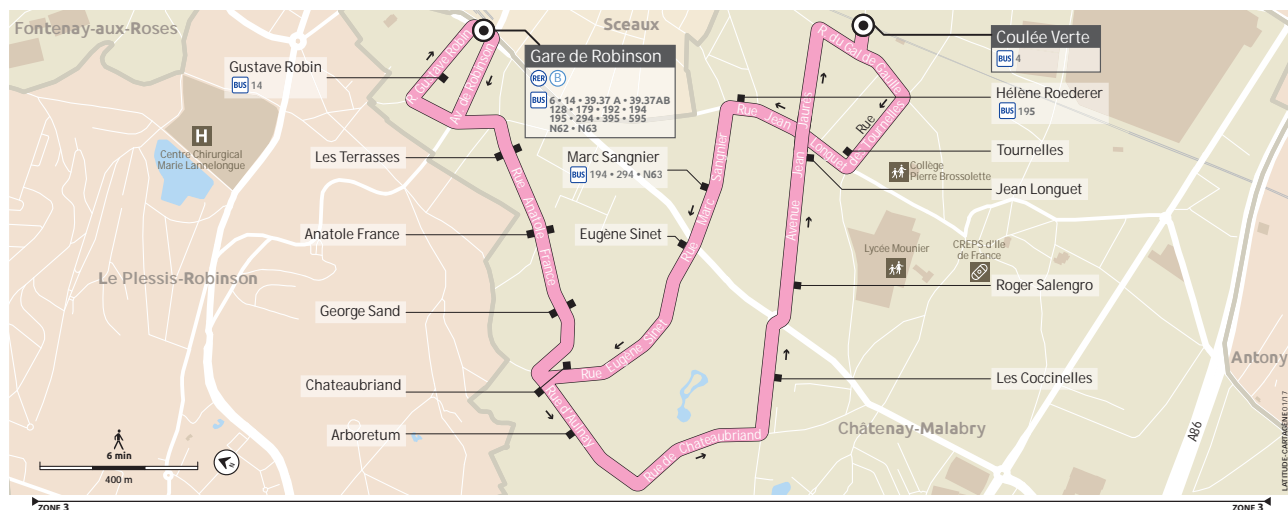 Fontenay-aux-Roses
Sceaux
Gare de Robinson
RER B
BUS 6 • 14 • 39.37 A • 39.37AB
128 • 179 • 192 • 194
195 • 294 • 395 • 595
N62 • N63
Coulée Verte
BUS 4
Gustave Robin
BUS 14
R. Gustave Robin
Av. de Robinson
R. du Gal de Gaulle
Hélène Roederer
BUS 195
H
Centre Chirurgical
Marie Lannelongue
Les Terrasses
Marc Sangnier
BUS 194 • 294 • N63
Rue Jean Longuet
Rue de Tournelles
Tournelles
Collège
Pierre Brossolette
Jean Longuet
Rue Anatole France
Rue Marc Sangnier
Avenue Jean Jaurès
Anatole France
Eugène Sinet
Lycée Mounier
CREPS d'Ile
de France
Le Plessis-Robinson
Roger Salengro
George Sand
Rue Eugène Sinet
Antony
Chateaubriand
Les Coccinelles
Rue d'Aulnay
Arboretum
Rue de Chateaubriand
Châtenay-Malabry
A86
6 min
400 m
N
LATITUDE-CARTAGÈNE 01/17
ZONE 3
ZONE 3